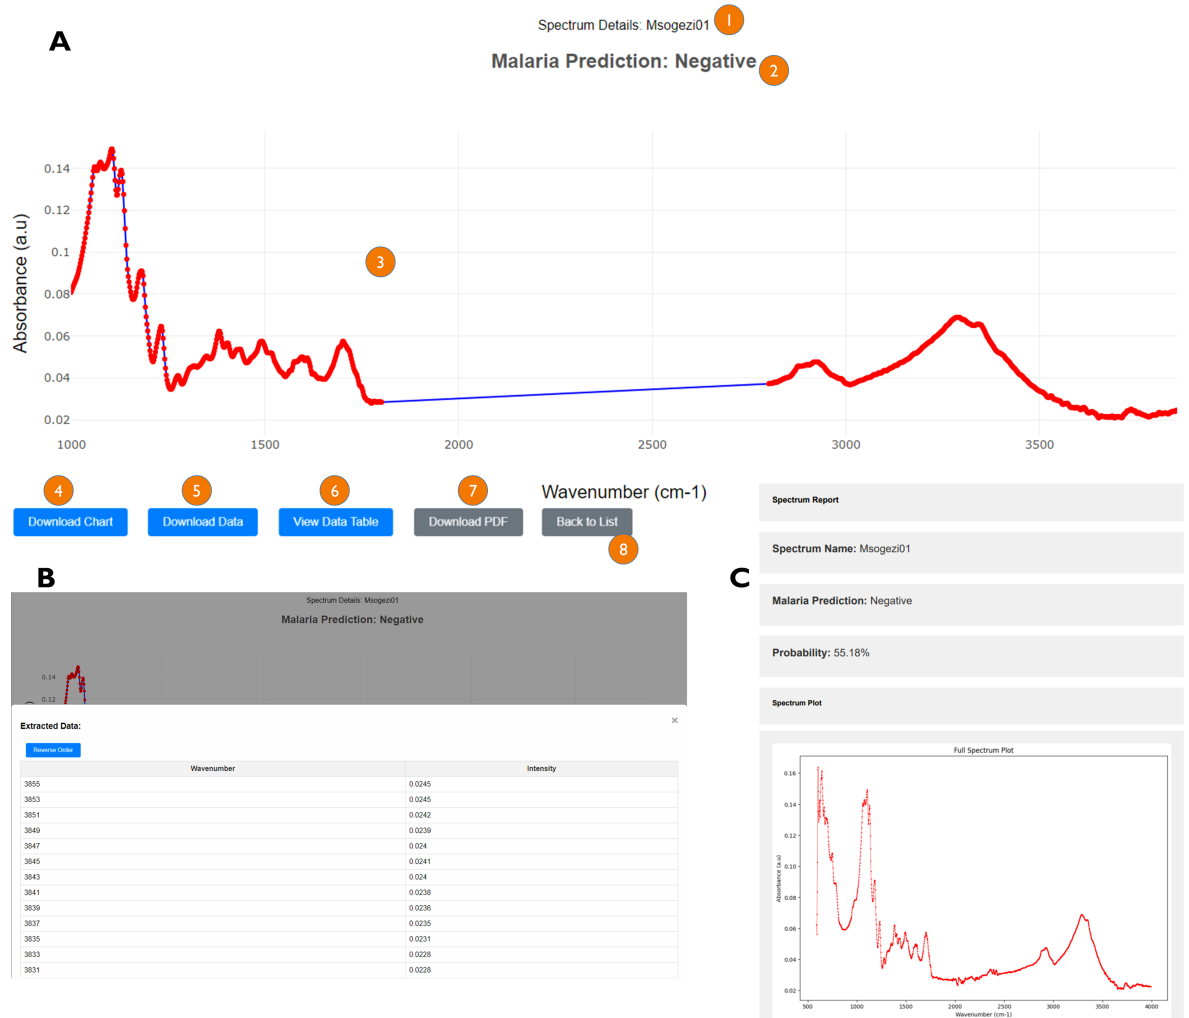 Spectrum Details: Msogezi01
1
A
Malaria Prediction: Negative
2
Absorbance (a.u)
0.14
0.12
0.1
0.08
0.06
0.04
0.02
3
1000 1500 2000 2500 3000 3500
Wavenumber (cm-1)
4 5 6 7
Download Chart Download Data View Data Table Download PDF Back to List
8
B
Spectrum Details: Msogezi01
Malaria Prediction: Negative
0.14
0.12
Extracted Data:
×
Reverse Order
Wavenumber Intensity
3855 0.0245
3853 0.0245
3851 0.0242
3849 0.0239
3847 0.024
3845 0.0241
3843 0.024
3841 0.0238
3839 0.0236
3837 0.0235
3835 0.0231
3833 0.0228
3831 0.0228
C
Spectrum Report
Spectrum Name: Msogezi01
Malaria Prediction: Negative
Probability: 55.18%
Spectrum Plot
Full Spectrum Plot
Absorbance (a.u)
0.16
0.14
0.12
0.10
0.08
0.06
0.04
0.02
500 1000 1500 2000 2500 3000 3500 4000
Wavenumber (cm-1)